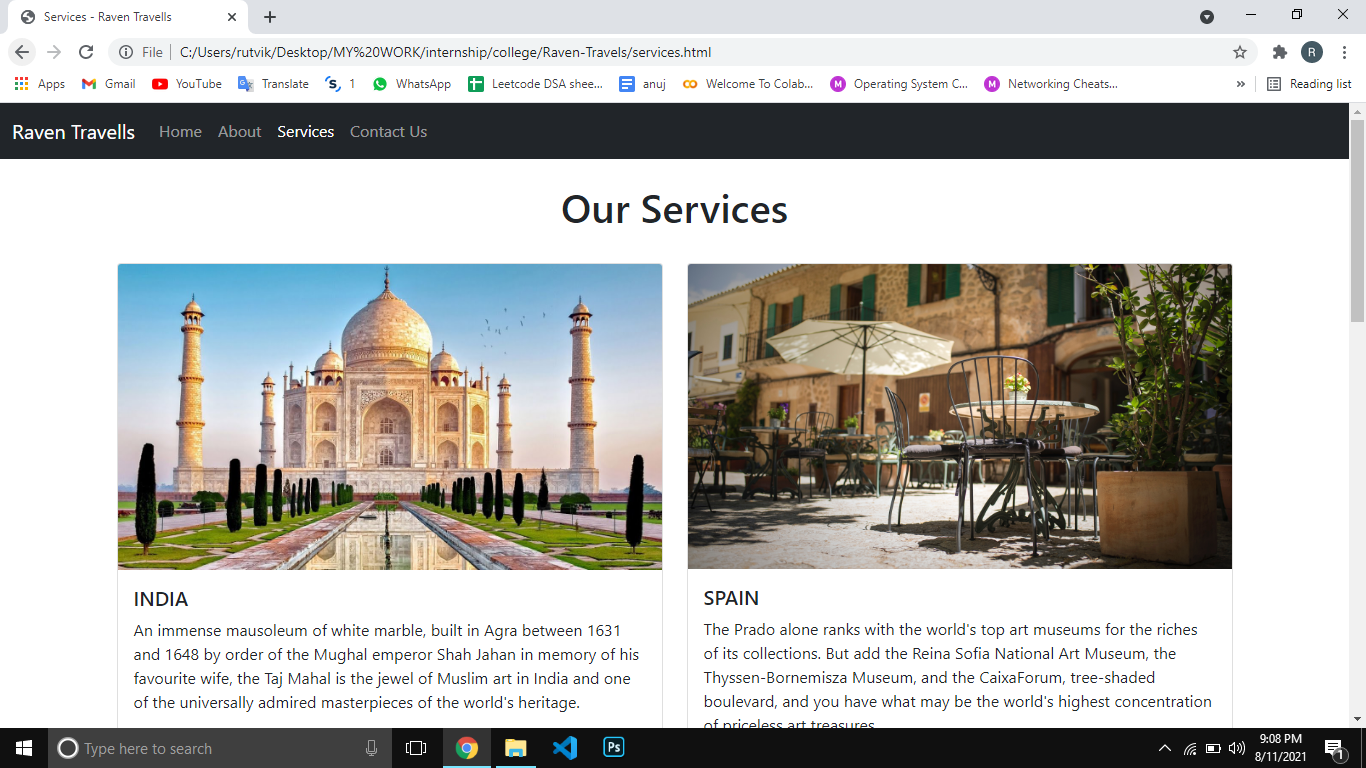 Services - Raven Travells
File
C:/Users/rutvik/Desktop/MY%20WORK/internship/college/Raven-Travels/services.html
R
Apps
Gmail
YouTube
Translate
1
WhatsApp
Leetcode DSA shee...
anuj
Welcome To Colab...
M
Operating System C...
M
Networking Cheats...
»
Reading list
Raven Travells
Home
About
Services
Contact Us
Our Services
INDIA
An immense mausoleum of white marble, built in Agra between 1631
and 1648 by order of the Mughal emperor Shah Jahan in memory of his
favourite wife, the Taj Mahal is the jewel of Muslim art in India and one
of the universally admired masterpieces of the world's heritage.
SPAIN
The Prado alone ranks with the world's top art museums for the riches
of its collections. But add the Reina Sofia National Art Museum, the
Thyssen-Bornemisza Museum, and the CaixaForum, tree-shaded
boulevard, and you have what may be the world's highest concentration
of priceless art treasures.
Type here to search
Ps
9:08 PM
8/11/2021
1